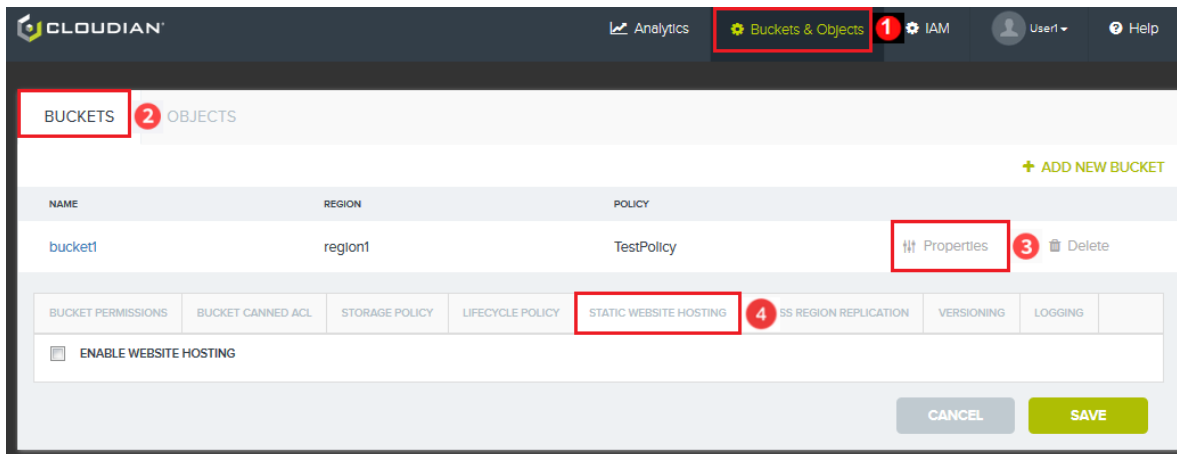 CLOUDIAN Analytics Buckets & Objects 1 IAM User1 Help
BUCKETS 2 OBJECTS
+ ADD NEW BUCKET
NAME REGION POLICY
bucket1 region1 TestPolicy Properties 3 Delete
BUCKET PERMISSIONS BUCKET CANNED ACL STORAGE POLICY LIFECYCLE POLICY STATIC WEBSITE HOSTING 4 SS REGION REPLICATION VERSIONING LOGGING
ENABLE WEBSITE HOSTING
CANCEL SAVE